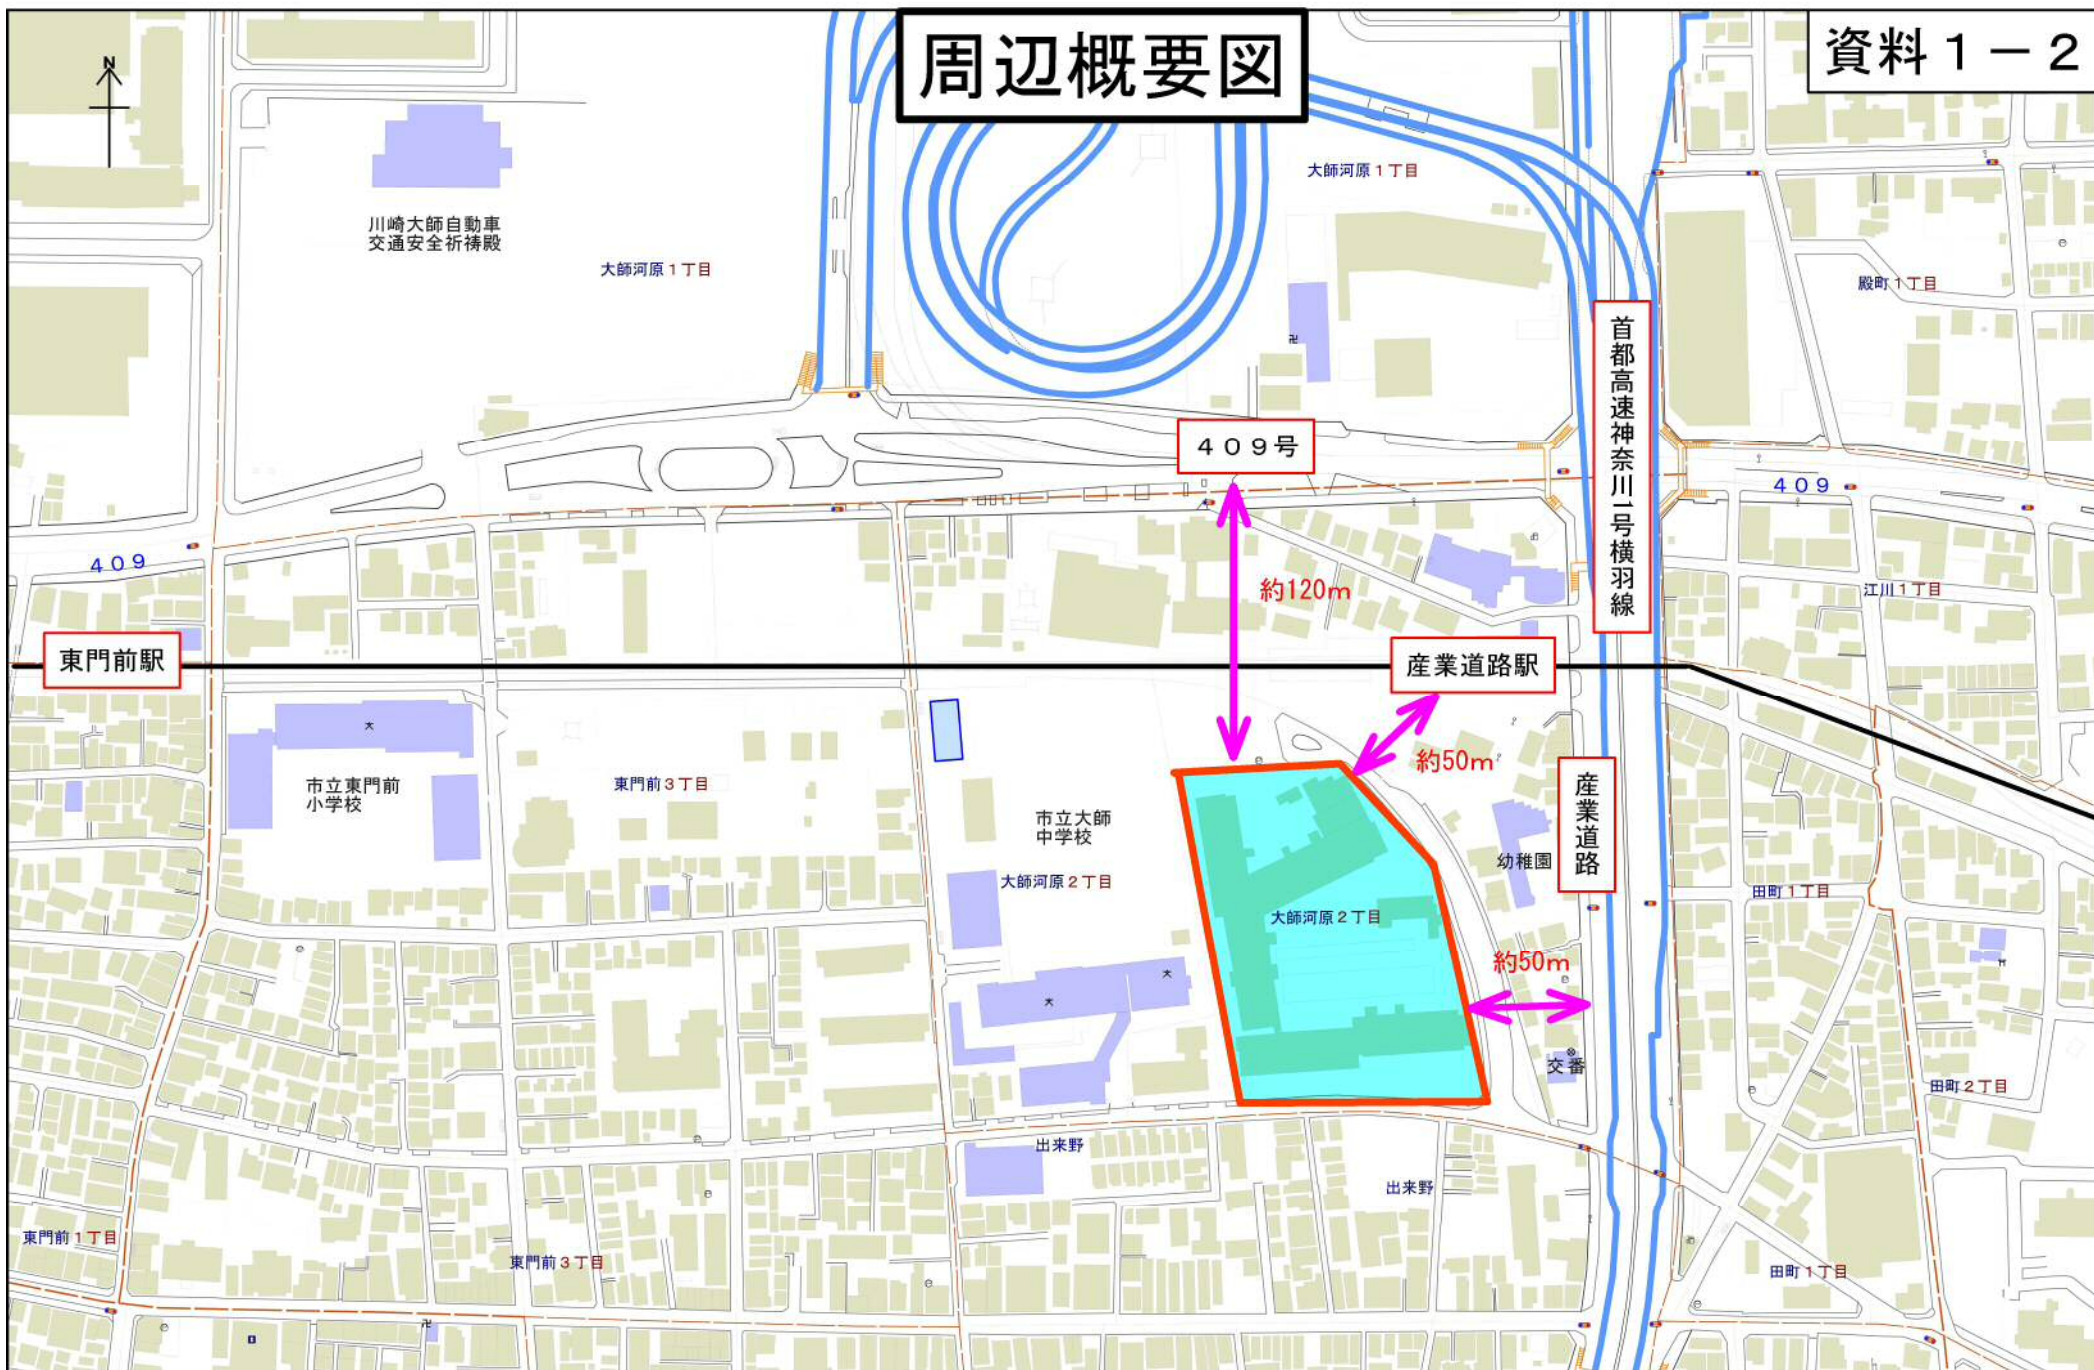 周辺概要図
資料1－2
N
川崎大師自動車
交通安全祈祷殿
大師河原1丁目
大師河原1丁目
殿町1丁目
首都高速神奈川1号横羽線
409号
409
409
約120m
江川1丁目
東門前駅
産業道路駅
市立東門前
小学校
東門前3丁目
約50m
産業道路
市立大師
中学校
幼稚園
大師河原2丁目
大師河原2丁目
田町1丁目
約50m
交番
田町2丁目
出来野
出来野
東門前1丁目
東門前3丁目
田町1丁目